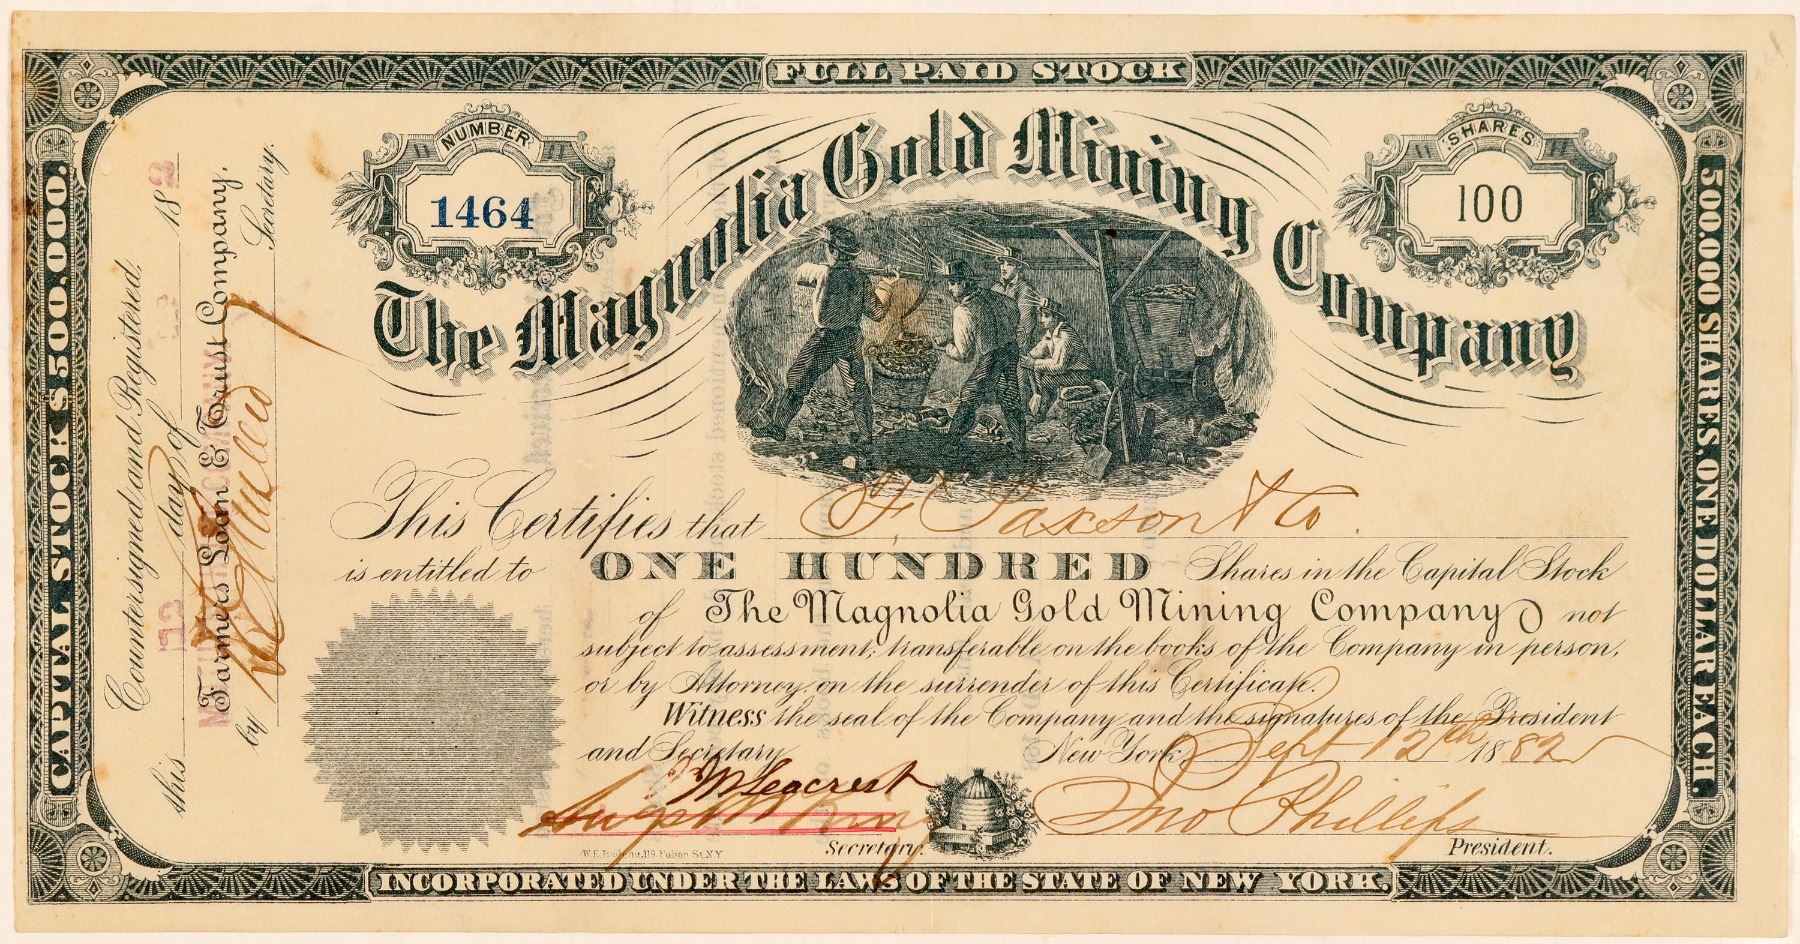 FULL PAID STOCK
NUMBER
1464
SHARES
100
The Magnolia Gold Mining Company
CAPITAL STOCK $500.000.
500.000 SHARES, ONE DOLLAR EACH.
Countersigned and Registered.
this day of 188
Farmers Loan & Trust Company,
by Secretary.
This Certifies that F. Paxson & Co.
is entitled to ONE HUNDRED Shares in the Capital Stock
of The Magnolia Gold Mining Company not
subject to assessment; transferable on the books of the Company in person,
or by Attorney on the surrender of this Certificate.
Witness the seal of the Company and the signatures of the President
and Secretary New York, Sept 12th 1882
Jno Phillips
Secretary.
President.
119. Fulton St. N.Y
INCORPORATED UNDER THE LAWS OF THE STATE OF NEW YORK.